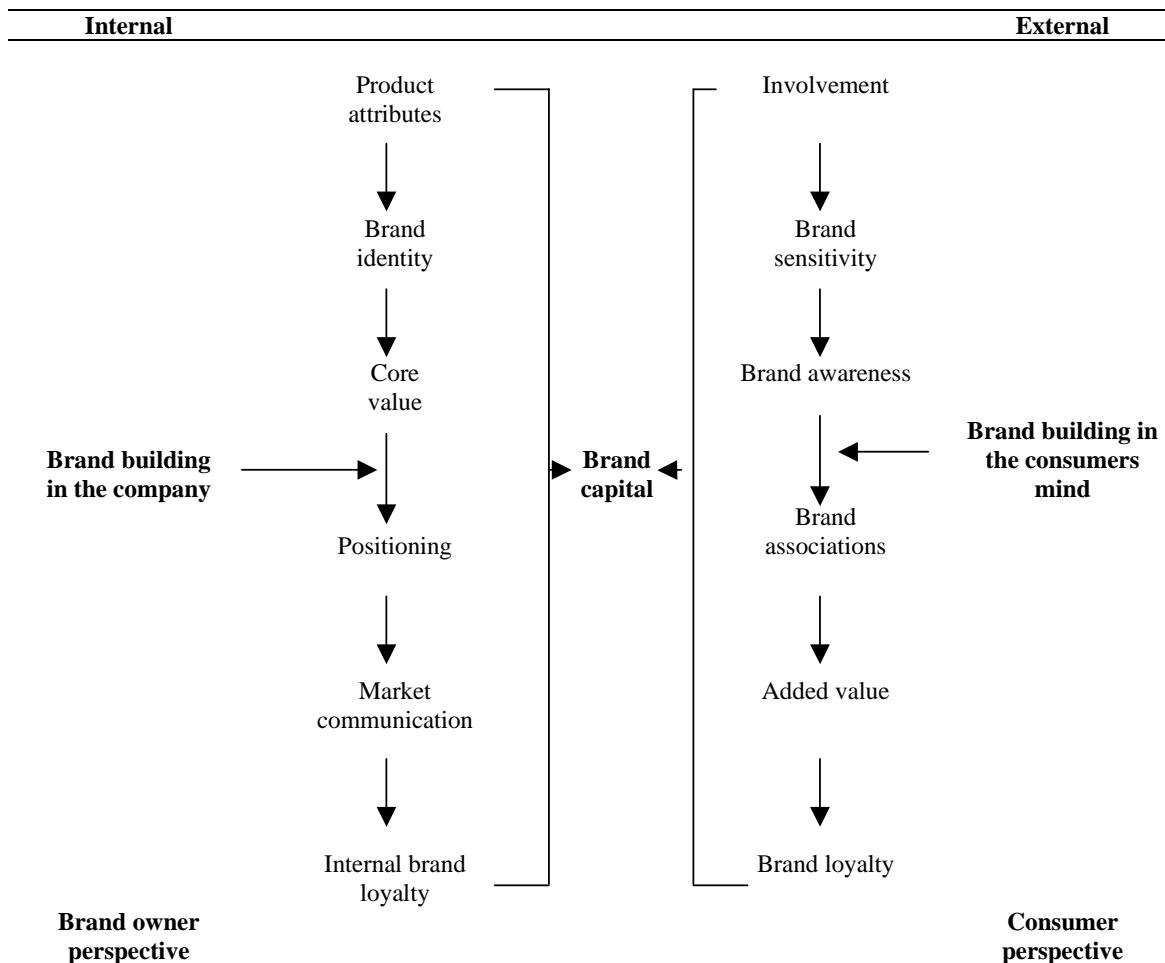 Internal
External
Product
attributes
Involvement
Brand
identity
Brand
sensitivity
Core
value
Brand awareness
Brand building
in the company
Brand
capital
Brand building in
the consumers
mind
Positioning
Brand
associations
Market
communication
Added value
Internal brand
loyalty
Brand loyalty
Brand owner
perspective
Consumer
perspective